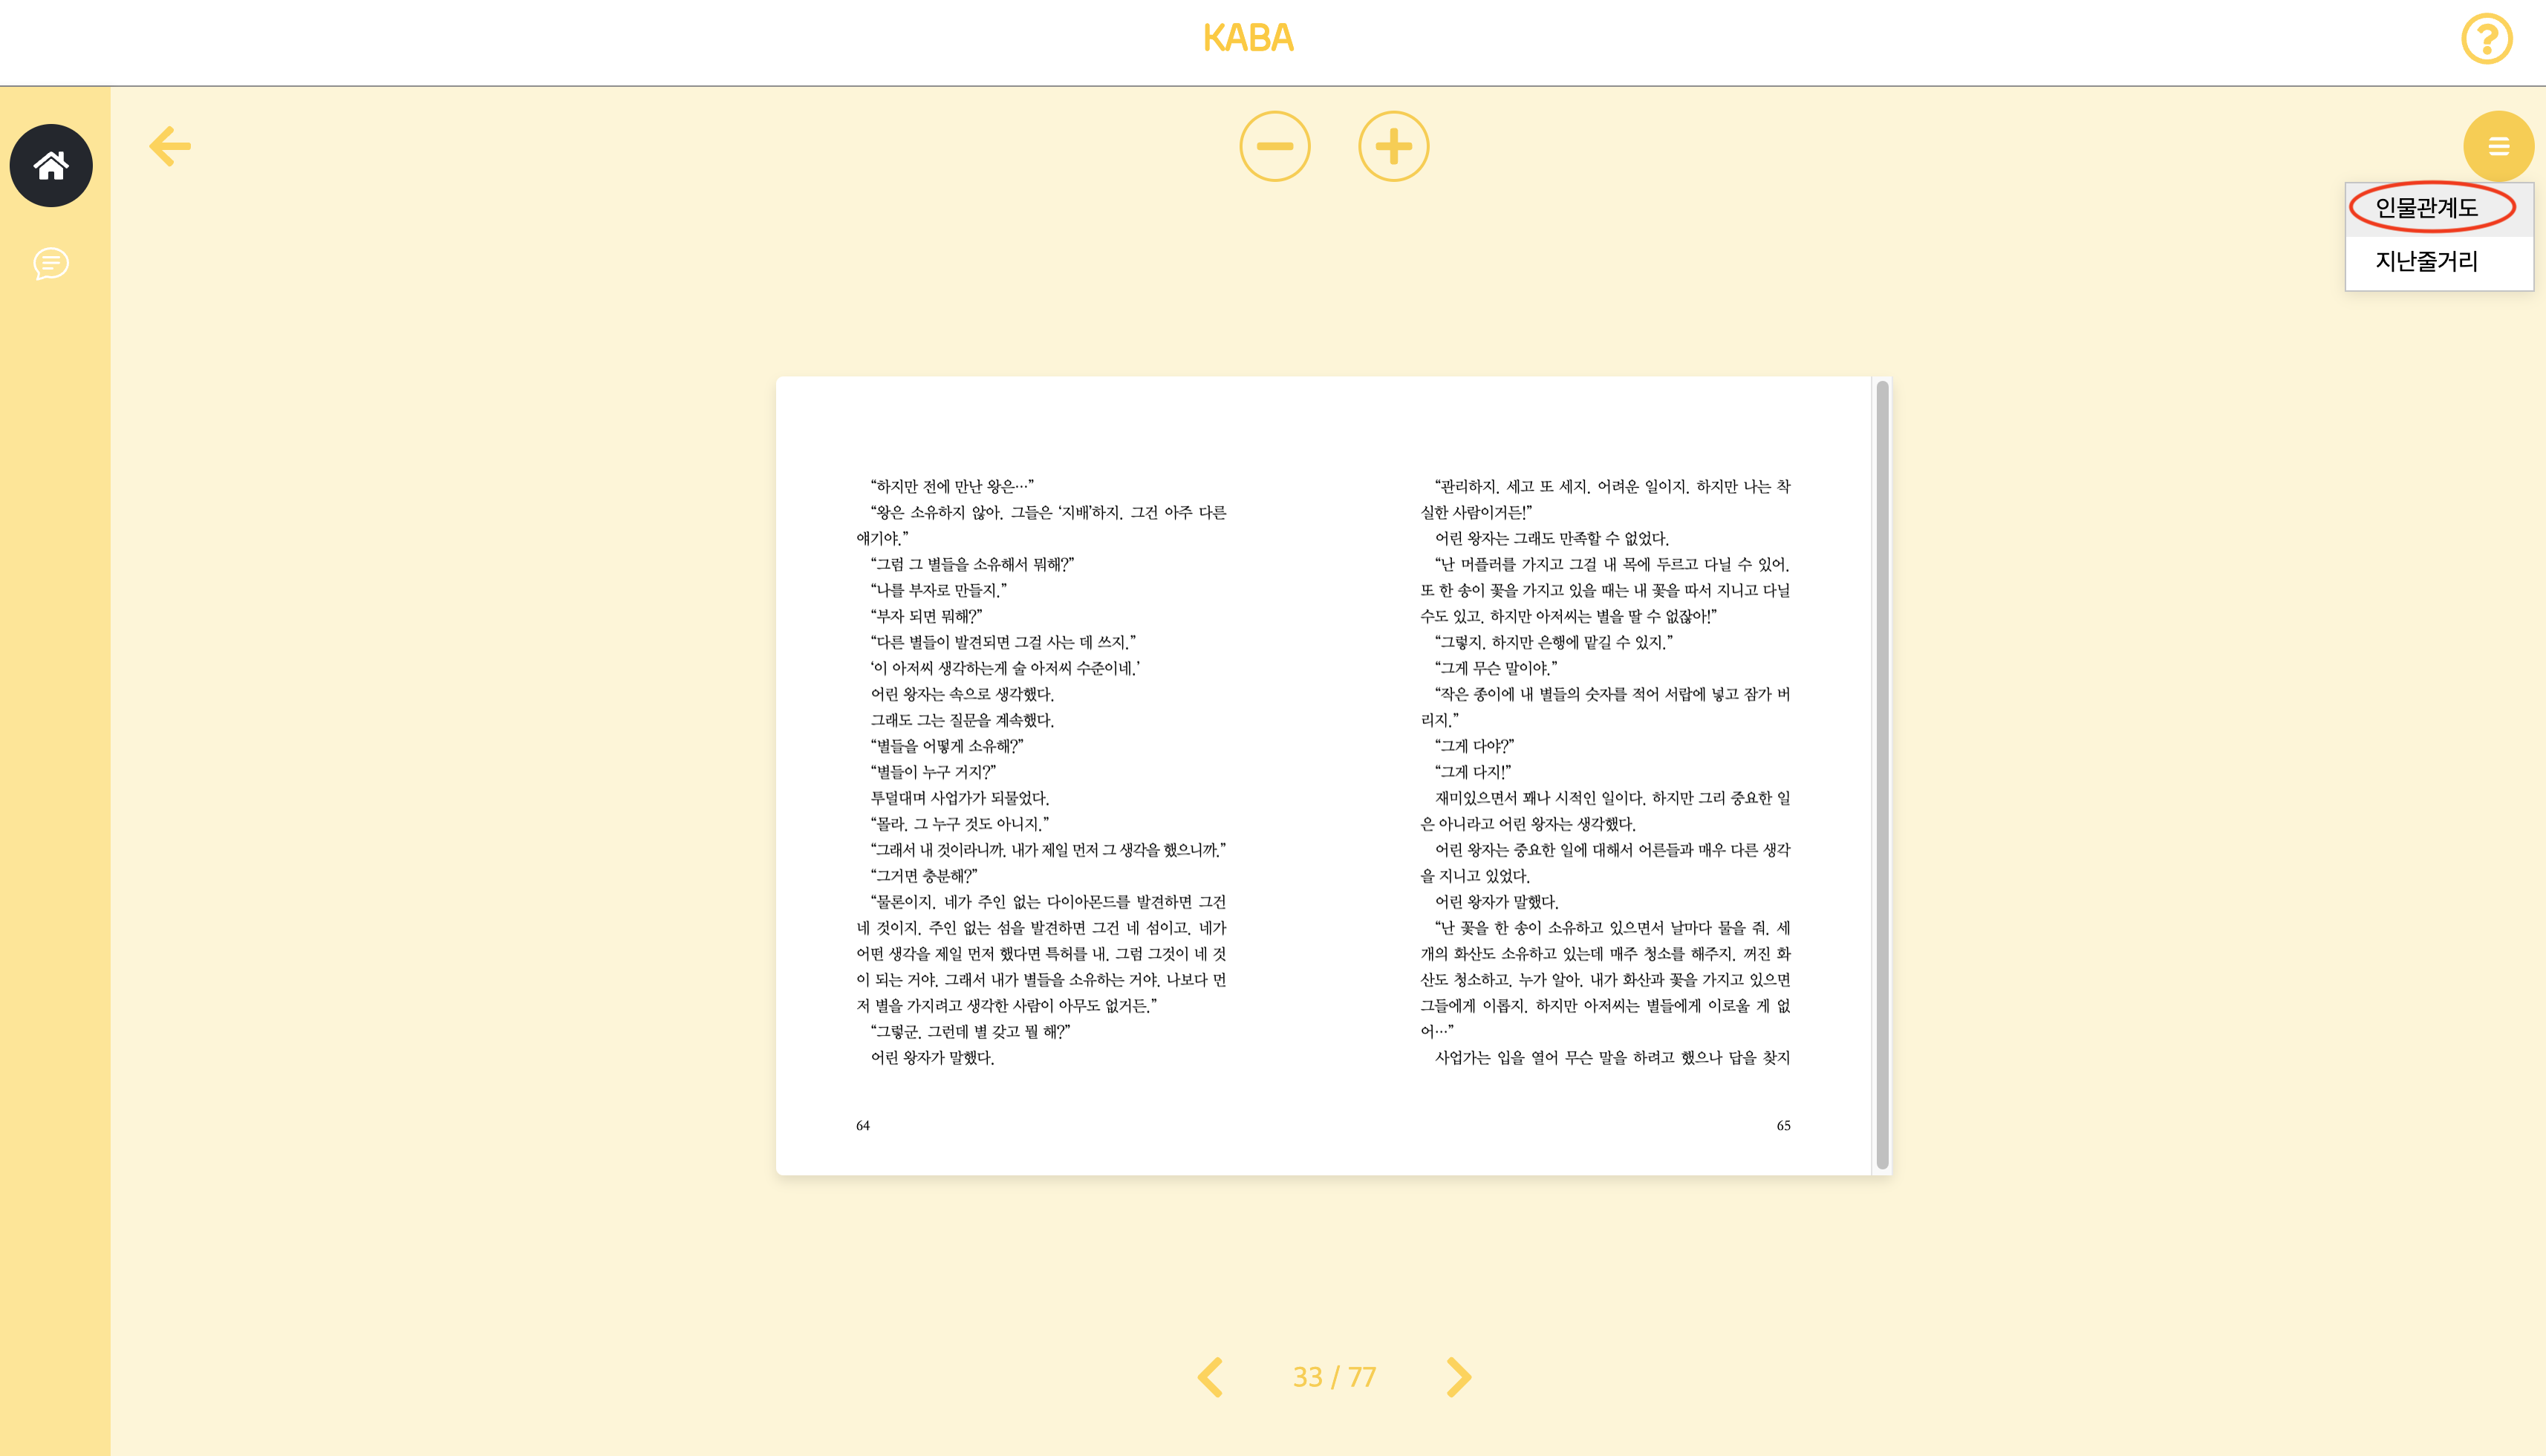 KABA
인물관계도
지난줄거리
“하지만 전에 만난 왕은…”
“왕은 소유하지 않아. 그들은 ‘지배’하지. 그건 아주 다른
얘기야.”
“그럼 그 별들을 소유해서 뭐해?”
“나를 부자로 만들지.”
“부자 되면 뭐해?”
“다른 별들이 발견되면 그걸 사는 데 쓰지.”
‘이 아저씨 생각하는게 술 아저씨 수준이네.’
어린 왕자는 속으로 생각했다.
그래도 그는 질문을 계속했다.
“별들을 어떻게 소유해?”
“별들이 누구 거지?”
투덜대며 사업가가 되물었다.
“몰라. 그 누구 것도 아니지.”
“그래서 내 것이라니까. 내가 제일 먼저 그 생각을 했으니까.”
“그거면 충분해?”
“물론이지. 네가 주인 없는 다이아몬드를 발견하면 그건
네 것이지. 주인 없는 섬을 발견하면 그건 네 섬이고. 네가
어떤 생각을 제일 먼저 했다면 특허를 내. 그럼 그것이 네 것
이 되는 거야. 그래서 내가 별들을 소유하는 거야. 나보다 먼
저 별을 가지려고 생각한 사람이 아무도 없거든.”
“그렇군. 그런데 별 갖고 뭘 해?”
어린 왕자가 말했다.
64
“관리하지. 세고 또 세지. 어려운 일이지. 하지만 나는 착
실한 사람이거든!”
어린 왕자는 그래도 만족할 수 없었다.
“난 머플러를 가지고 그걸 내 목에 두르고 다닐 수 있어.
또 한 송이 꽃을 가지고 있을 때는 내 꽃을 따서 지니고 다닐
수도 있고. 하지만 아저씨는 별을 딸 수 없잖아!”
“그렇지. 하지만 은행에 맡길 수 있지.”
“그게 무슨 말이야.”
“작은 종이에 내 별들의 숫자를 적어 서랍에 넣고 잠가 버
리지.”
“그게 다야?”
“그게 다지!”
재미있으면서 꽤나 시적인 일이다. 하지만 그리 중요한 일
은 아니라고 어린 왕자는 생각했다.
어린 왕자는 중요한 일에 대해서 어른들과 매우 다른 생각
을 지니고 있었다.
어린 왕자가 말했다.
“난 꽃을 한 송이 소유하고 있으면서 날마다 물을 줘. 세
개의 화산도 소유하고 있는데 매주 청소를 해주지. 꺼진 화
산도 청소하고. 누가 알아. 내가 화산과 꽃을 가지고 있으면
그들에게 이롭지. 하지만 아저씨는 별들에게 이로울 게 없
어…”
사업가는 입을 열어 무슨 말을 하려고 했으나 답을 찾지
65
33 / 77